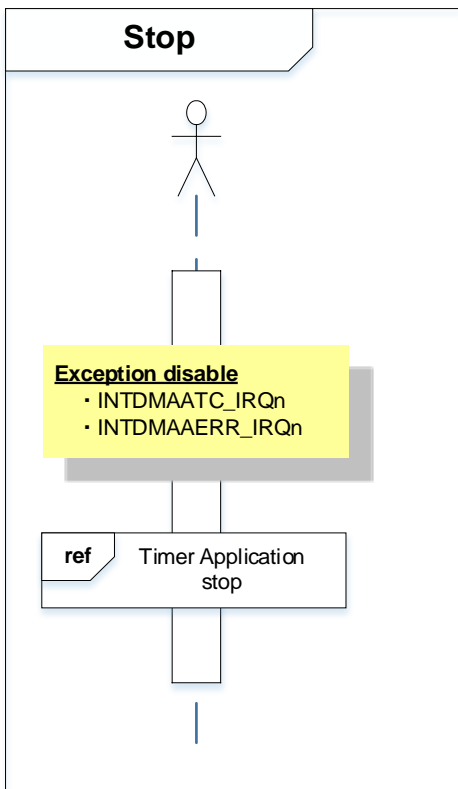 Stop
Exception disable
・INTDMAATC_IRQn
・INTDMAAERR_IRQn
ref
Timer Application
stop